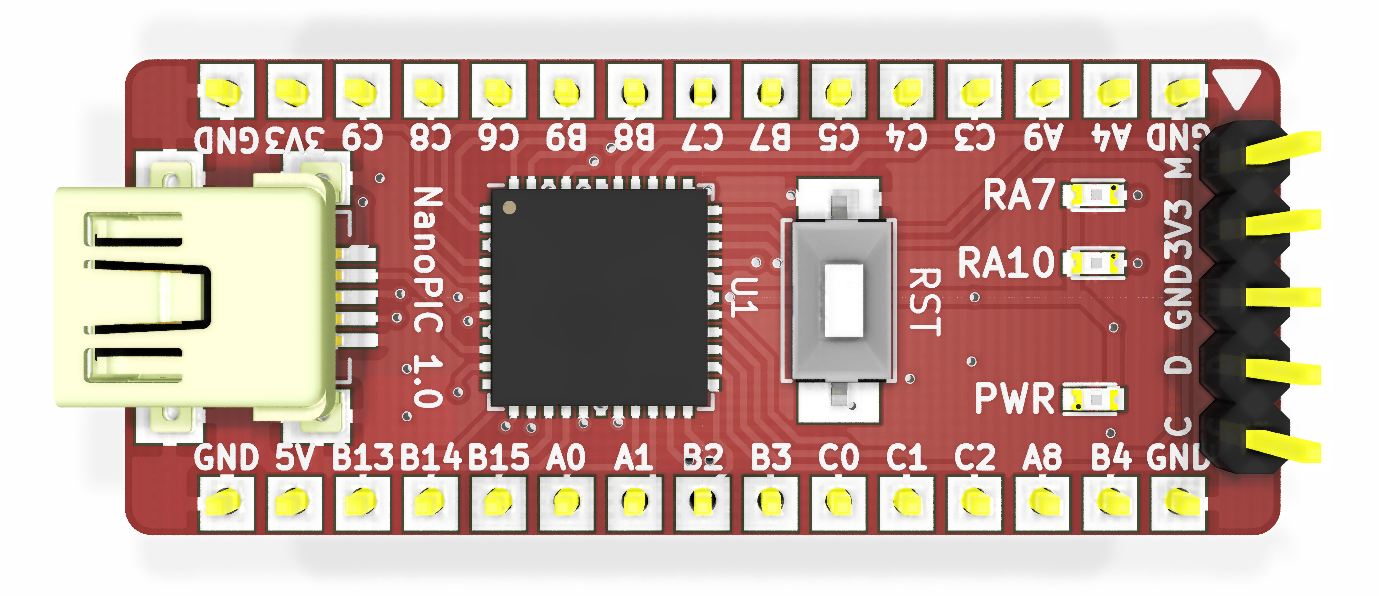 GND 3V3 C9 C8 C6 B9 B8 C7 B7 C5 C4 C3 A9 A4 GND
NanoPIC 1.0
U1
RST
RA7
RA10
PWR
M
3V3
GND
D
C
GND 5V B13 B14 B15 A0 A1 B2 B3 C0 C1 C2 A8 B4 GND